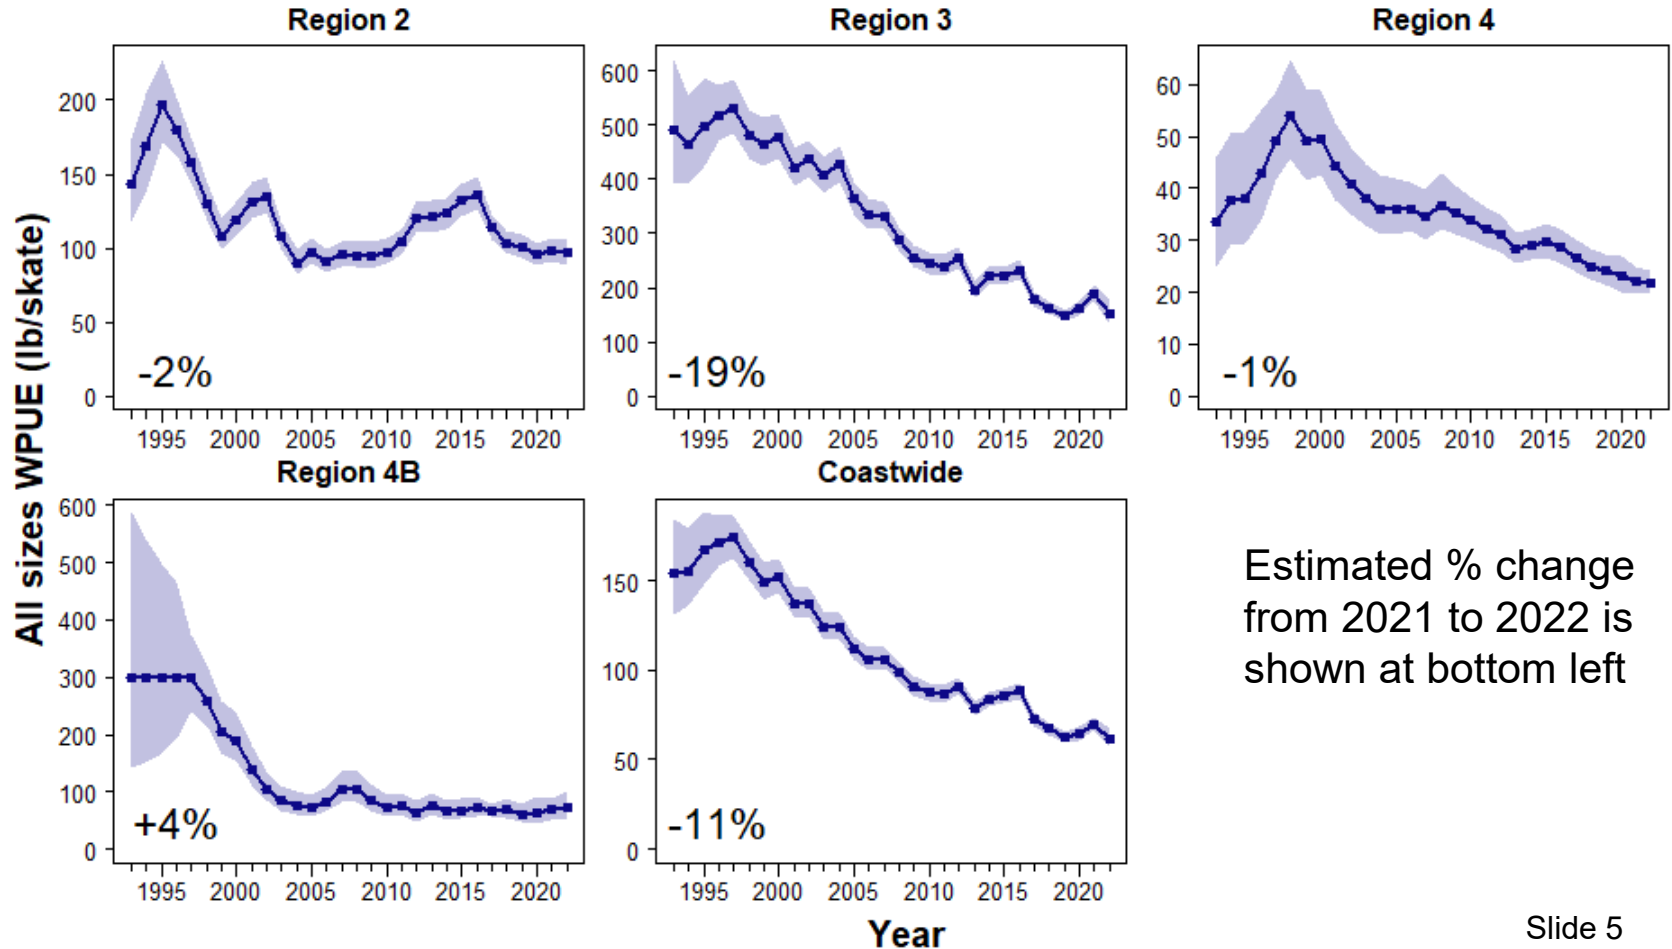 Region 2
Region 3
Region 4
200
150
100
50
0
-2%
1995 2000 2005 2010 2015 2020
600
500
400
300
200
100
0
-19%
1995 2000 2005 2010 2015 2020
60
50
40
30
20
10
0
-1%
1995 2000 2005 2010 2015 2020
All sizes WPUE (lb/skate)
Region 4B
Coastwide
600
500
400
300
200
100
0
+4%
1995 2000 2005 2010 2015 2020
150
100
50
0
-11%
1995 2000 2005 2010 2015 2020
Year
Estimated % change
from 2021 to 2022 is
shown at bottom left
Slide 5